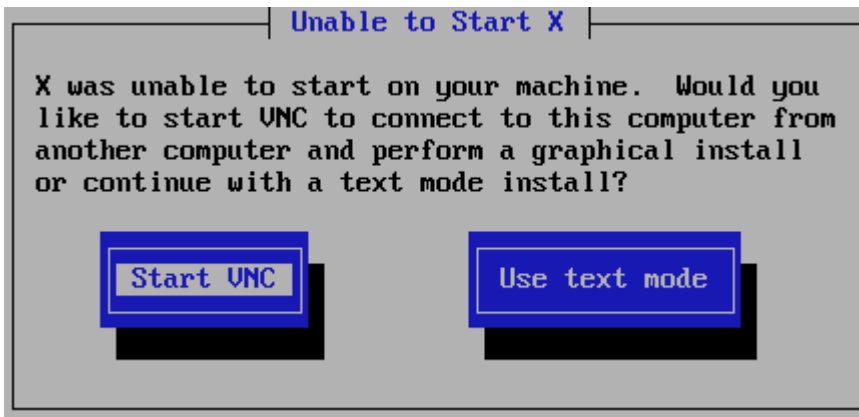 Unable to Start X
X was unable to start on your machine.  Would you
like to start VNC to connect to this computer from
another computer and perform a graphical install
or continue with a text mode install?
Start VNC
Use text mode